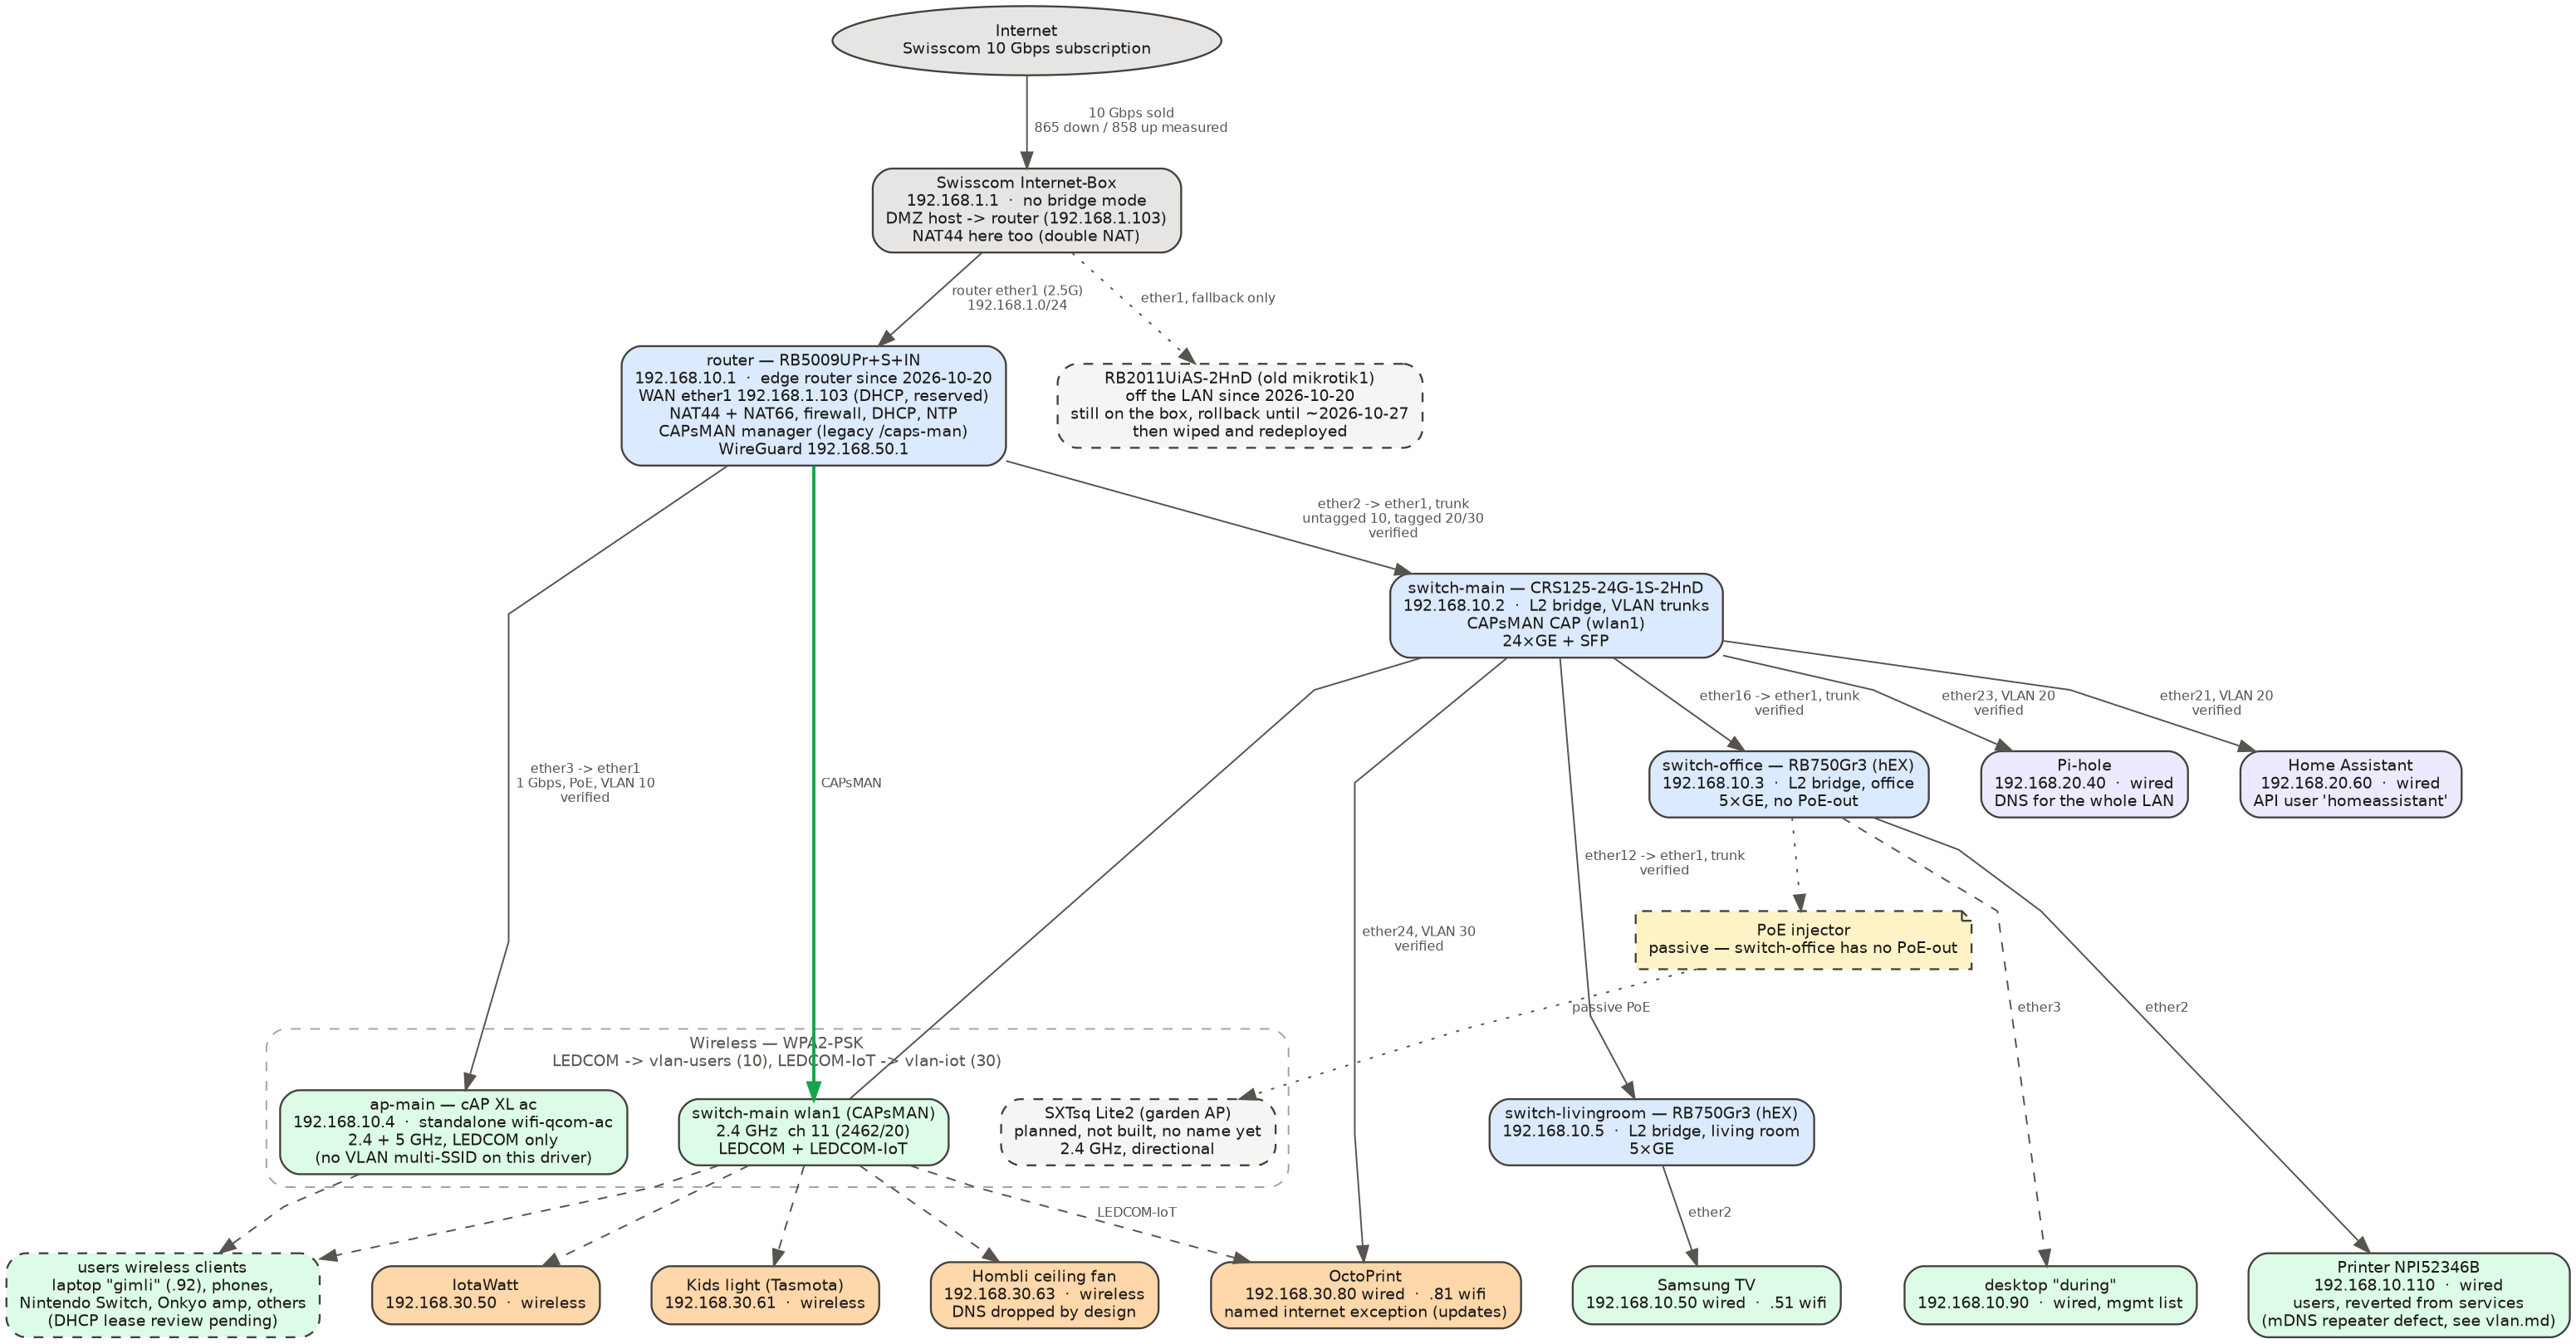 Internet
Swisscom 10 Gbps subscription
10 Gbps sold
865 down / 858 up measured
Swisscom Internet-Box
192.168.1.1 · no bridge mode
DMZ host -> router (192.168.1.103)
NAT44 here too (double NAT)
router ether1 (2.5G)
192.168.1.0/24
ether1, fallback only
router — RB5009UPr+S+IN
192.168.10.1 · edge router since 2026-10-20
WAN ether1 192.168.1.103 (DHCP, reserved)
NAT44 + NAT66, firewall, DHCP, NTP
CAPsMAN manager (legacy /caps-man)
WireGuard 192.168.50.1
RB2011UiAS-2HnD (old mikrotik1)
off the LAN since 2026-10-20
still on the box, rollback until ~2026-10-27
then wiped and redeployed
ether2 -> ether1, trunk
untagged 10, tagged 20/30
verified
switch-main — CRS125-24G-1S-2HnD
192.168.10.2 · L2 bridge, VLAN trunks
CAPsMAN CAP (wlan1)
24×GE + SFP
ether16 -> ether1, trunk
verified
ether23, VLAN 20
verified
ether21, VLAN 20
verified
ether3 -> ether1
1 Gbps, PoE, VLAN 10
verified
CAPsMAN
switch-office — RB750Gr3 (hEX)
192.168.10.3 · L2 bridge, office
5×GE, no PoE-out
Pi-hole
192.168.20.40 · wired
DNS for the whole LAN
Home Assistant
192.168.20.60 · wired
API user 'homeassistant'
ether12 -> ether1, trunk
verified
ether24, VLAN 30
verified
PoE injector
passive — switch-office has no PoE-out
passive PoE
ether3
ether2
Wireless — WPA2-PSK
LEDCOM -> vlan-users (10), LEDCOM-IoT -> vlan-iot (30)
ap-main — cAP XL ac
192.168.10.4 · standalone wifi-qcom-ac
2.4 + 5 GHz, LEDCOM only
(no VLAN multi-SSID on this driver)
switch-main wlan1 (CAPsMAN)
2.4 GHz ch 11 (2462/20)
LEDCOM + LEDCOM-IoT
SXTsq Lite2 (garden AP)
planned, not built, no name yet
2.4 GHz, directional
switch-livingroom — RB750Gr3 (hEX)
192.168.10.5 · L2 bridge, living room
5×GE
LEDCOM-IoT
ether2
users wireless clients
laptop "gimli" (.92), phones,
Nintendo Switch, Onkyo amp, others
(DHCP lease review pending)
IotaWatt
192.168.30.50 · wireless
Kids light (Tasmota)
192.168.30.61 · wireless
Hombli ceiling fan
192.168.30.63 · wireless
DNS dropped by design
OctoPrint
192.168.30.80 wired · .81 wifi
named internet exception (updates)
Samsung TV
192.168.10.50 wired · .51 wifi
desktop "during"
192.168.10.90 · wired, mgmt list
Printer NPI52346B
192.168.10.110 · wired
users, reverted from services
(mDNS repeater defect, see vlan.md)